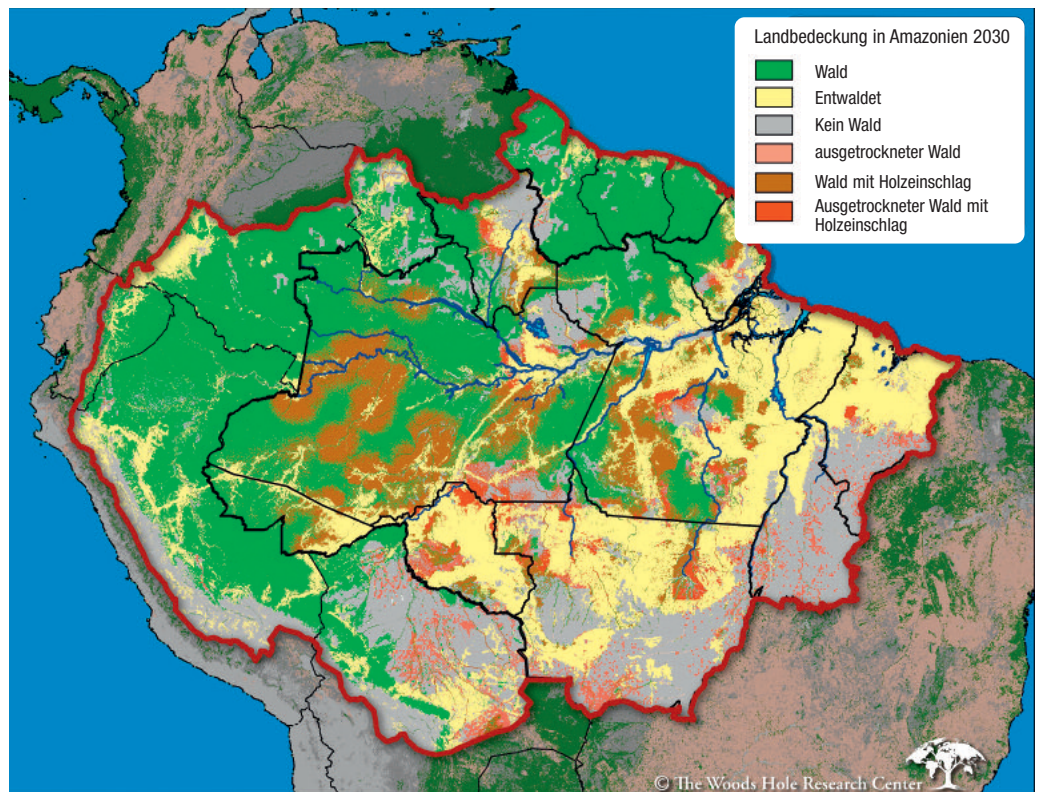 Landbedeckung in Amazonien 2030
Wald
Entwaldet
Kein Wald
ausgetrockneter Wald
Wald mit Holzeinschlag
Ausgetrockneter Wald mit
Holzeinschlag
© The Woods Hole Research Center